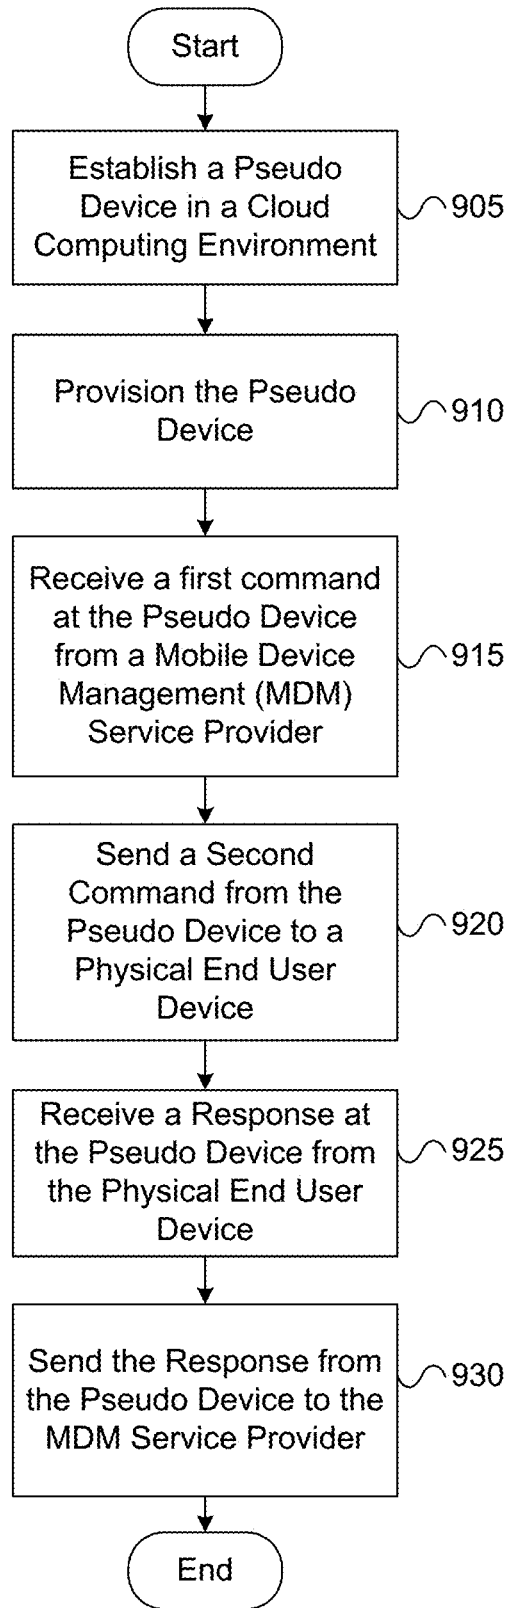 Start
Establish a Pseudo
Device in a Cloud
Computing Environment
905
Provision the Pseudo
Device
910
Receive a first command
at the Pseudo Device
from a Mobile Device
Management (MDM)
Service Provider
915
Send a Second
Command from the
Pseudo Device to a
Physical End User
Device
920
Receive a Response at
the Pseudo Device from
the Physical End User
Device
925
Send the Response from
the Pseudo Device to the
MDM Service Provider
930
End